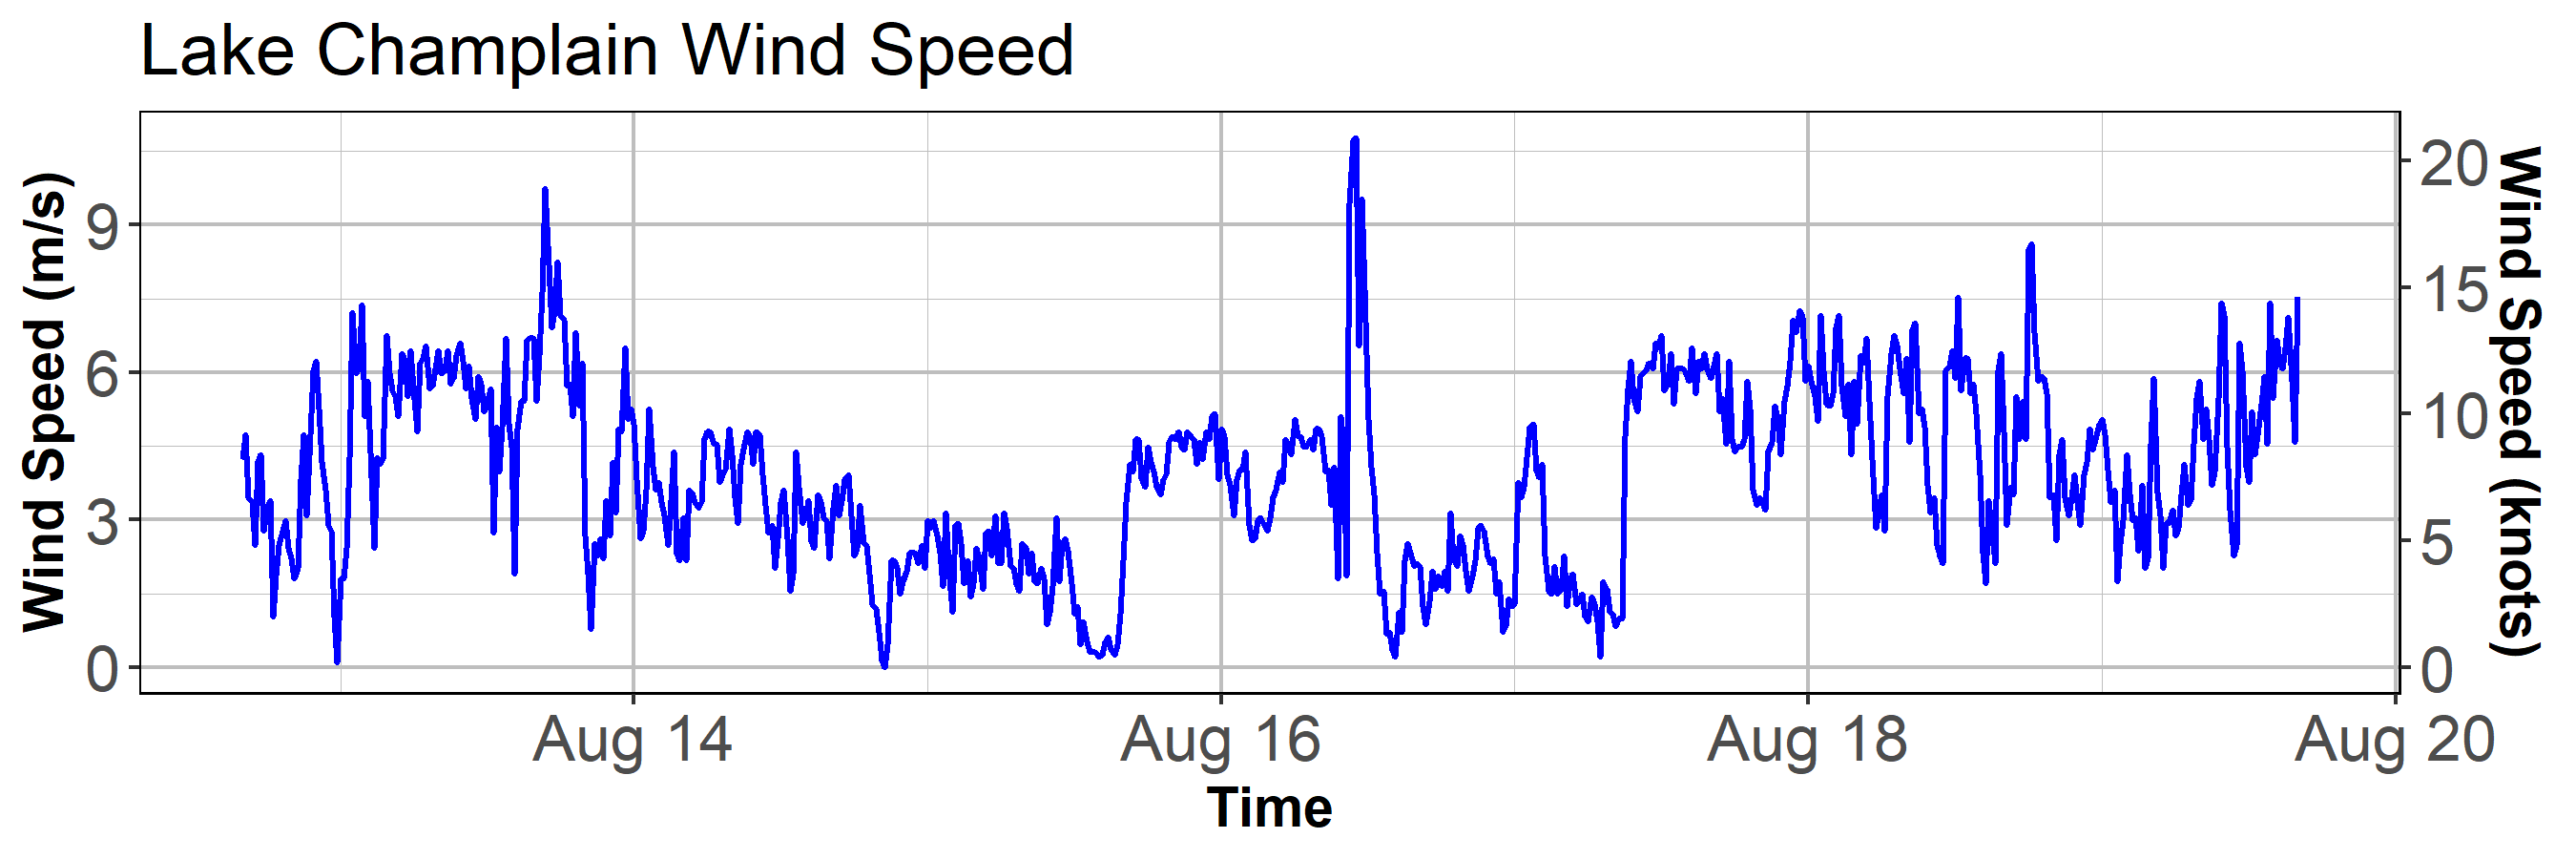 Lake Champlain Wind Speed
Wind Speed (m/s)
9
6
3
0
20
15
10
5
0
Wind Speed (knots)
Aug 14
Aug 16
Aug 18
Aug 20
Time